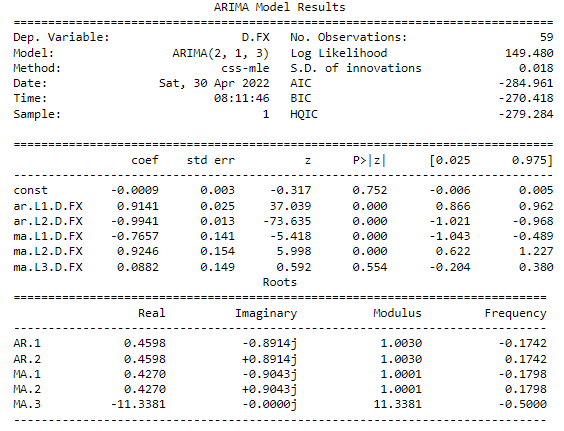 ARIMA Model Results
==============================================================================
Dep. Variable: D.FX No. Observations: 59
Model: ARIMA(2, 1, 3) Log Likelihood 149.480
Method: css-mle S.D. of innovations 0.018
Date: Sat, 30 Apr 2022 AIC -284.961
Time: 08:11:46 BIC -270.418
Sample: 1 HQIC -279.284
==============================================================================
coef std err z P>|z| [0.025 0.975]
------------------------------------------------------------------------------
const -0.0009 0.003 -0.317 0.752 -0.006 0.005
ar.L1.D.FX 0.9141 0.025 37.039 0.000 0.866 0.962
ar.L2.D.FX -0.9941 0.013 -73.635 0.000 -1.021 -0.968
ma.L1.D.FX -0.7657 0.141 -5.418 0.000 -1.043 -0.489
ma.L2.D.FX 0.9246 0.154 5.998 0.000 0.622 1.227
ma.L3.D.FX 0.0882 0.149 0.592 0.554 -0.204 0.380
Roots
=============================================================================
Real Imaginary Modulus Frequency
-----------------------------------------------------------------------------
AR.1 0.4598 -0.8914j 1.0030 -0.1742
AR.2 0.4598 +0.8914j 1.0030 0.1742
MA.1 0.4270 -0.9043j 1.0001 -0.1798
MA.2 0.4270 +0.9043j 1.0001 0.1798
MA.3 -11.3381 -0.0000j 11.3381 -0.5000
-----------------------------------------------------------------------------